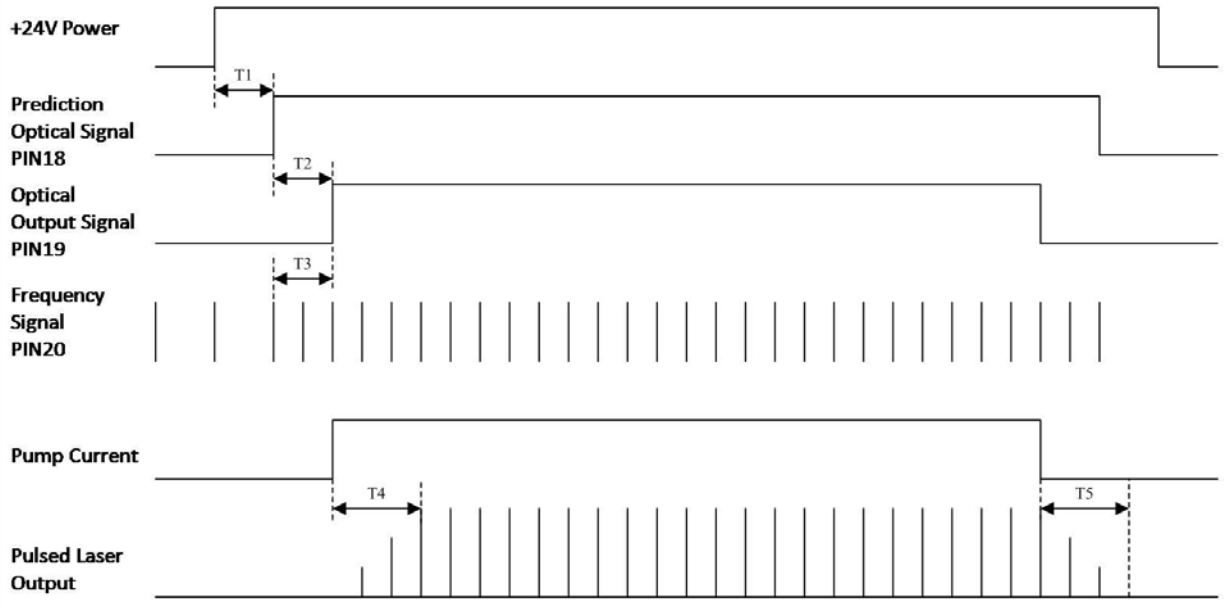 +24V Power
T1
Prediction
Optical Signal
PIN18
T2
Optical
Output Signal
PIN19
T3
Frequency
Signal
PIN20
Pump Current
T4
T5
Pulsed Laser
Output